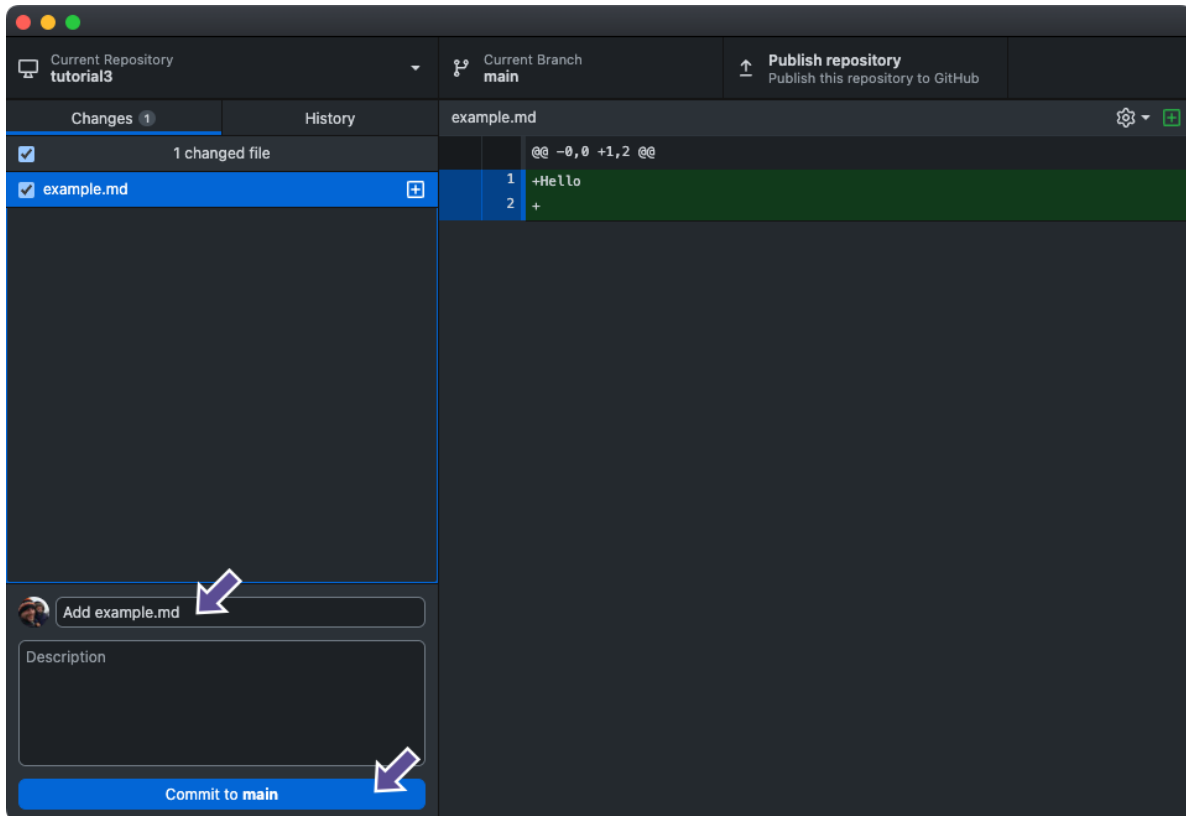 Current Repository
tutorial3
Current Branch
main
Publish repository
Publish this repository to GitHub
Changes 1
History
1 changed file
example.md
example.md
@@ -0,0 +1,2 @@
1 +Hello
2 +
Add example.md
Description
Commit to main